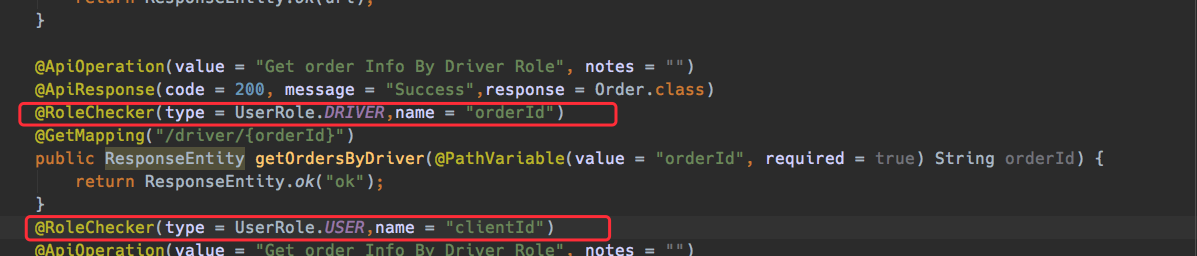 return ResponseEntity.ok(url);
}
@ApiOperation(value = "Get order Info By Driver Role", notes = "")
@ApiResponse(code = 200, message = "Success",response = Order.class)
@RoleChecker(type = UserRole.DRIVER,name = "orderId")
@GetMapping("/driver/{orderId}")
public ResponseEntity getOrdersByDriver(@PathVariable(value = "orderId", required = true) String orderId) {
return ResponseEntity.ok("ok");
}
@RoleChecker(type = UserRole.USER,name = "clientId")
@ApiOperation(value = "Get order Info By Driver Role", notes = "")